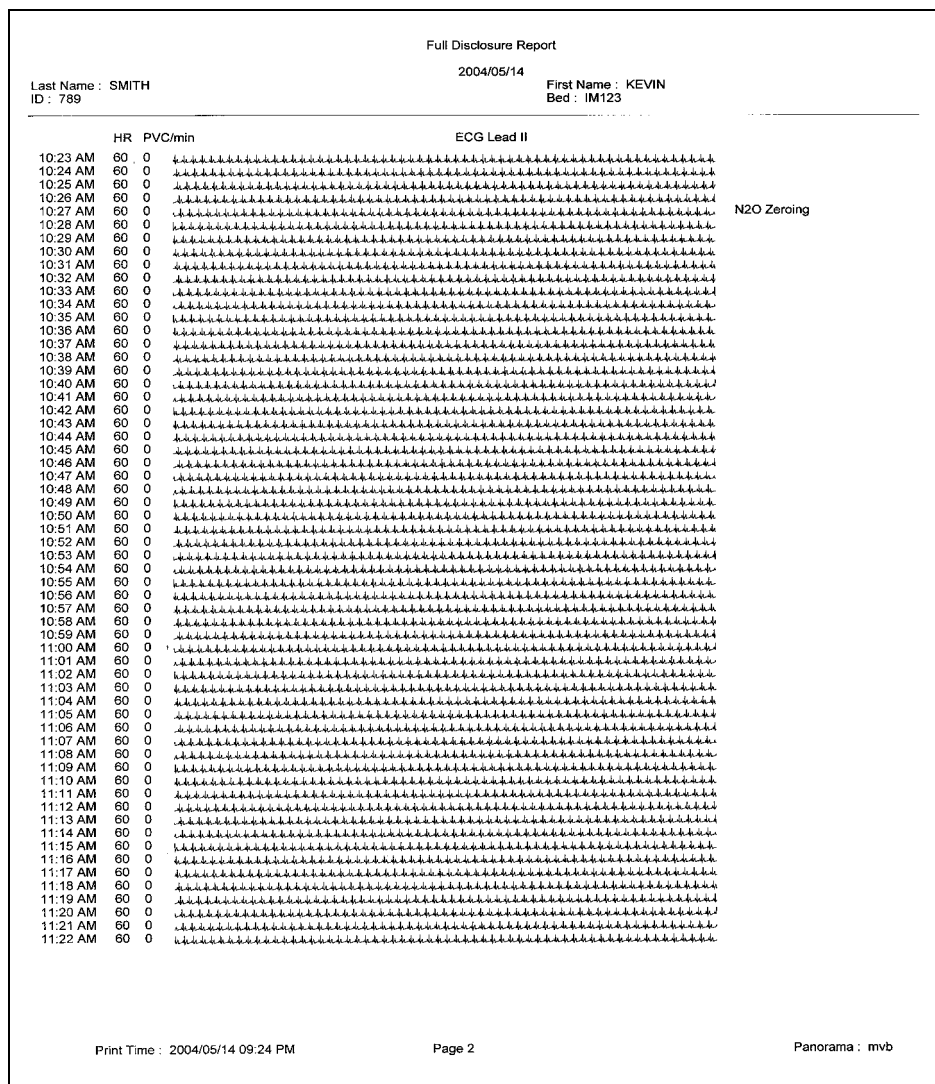 Full Disclosure Report
2004/05/14
Last Name : SMITH First Name : KEVIN
ID : 789 Bed : IM123
HR PVC/min ECG Lead II
10:23 AM 60 0
10:24 AM 60 0
10:25 AM 60 0
10:26 AM 60 0
10:27 AM 60 0 N2O Zeroing
10:28 AM 60 0
10:29 AM 60 0
10:30 AM 60 0
10:31 AM 60 0
10:32 AM 60 0
10:33 AM 60 0
10:34 AM 60 0
10:35 AM 60 0
10:36 AM 60 0
10:37 AM 60 0
10:38 AM 60 0
10:39 AM 60 0
10:40 AM 60 0
10:41 AM 60 0
10:42 AM 60 0
10:43 AM 60 0
10:44 AM 60 0
10:45 AM 60 0
10:46 AM 60 0
10:47 AM 60 0
10:48 AM 60 0
10:49 AM 60 0
10:50 AM 60 0
10:51 AM 60 0
10:52 AM 60 0
10:53 AM 60 0
10:54 AM 60 0
10:55 AM 60 0
10:56 AM 60 0
10:57 AM 60 0
10:58 AM 60 0
10:59 AM 60 0
11:00 AM 60 0
11:01 AM 60 0
11:02 AM 60 0
11:03 AM 60 0
11:04 AM 60 0
11:05 AM 60 0
11:06 AM 60 0
11:07 AM 60 0
11:08 AM 60 0
11:09 AM 60 0
11:10 AM 60 0
11:11 AM 60 0
11:12 AM 60 0
11:13 AM 60 0
11:14 AM 60 0
11:15 AM 60 0
11:16 AM 60 0
11:17 AM 60 0
11:18 AM 60 0
11:19 AM 60 0
11:20 AM 60 0
11:21 AM 60 0
11:22 AM 60 0
Print Time : 2004/05/14 09:24 PM Page 2 Panorama : mvb